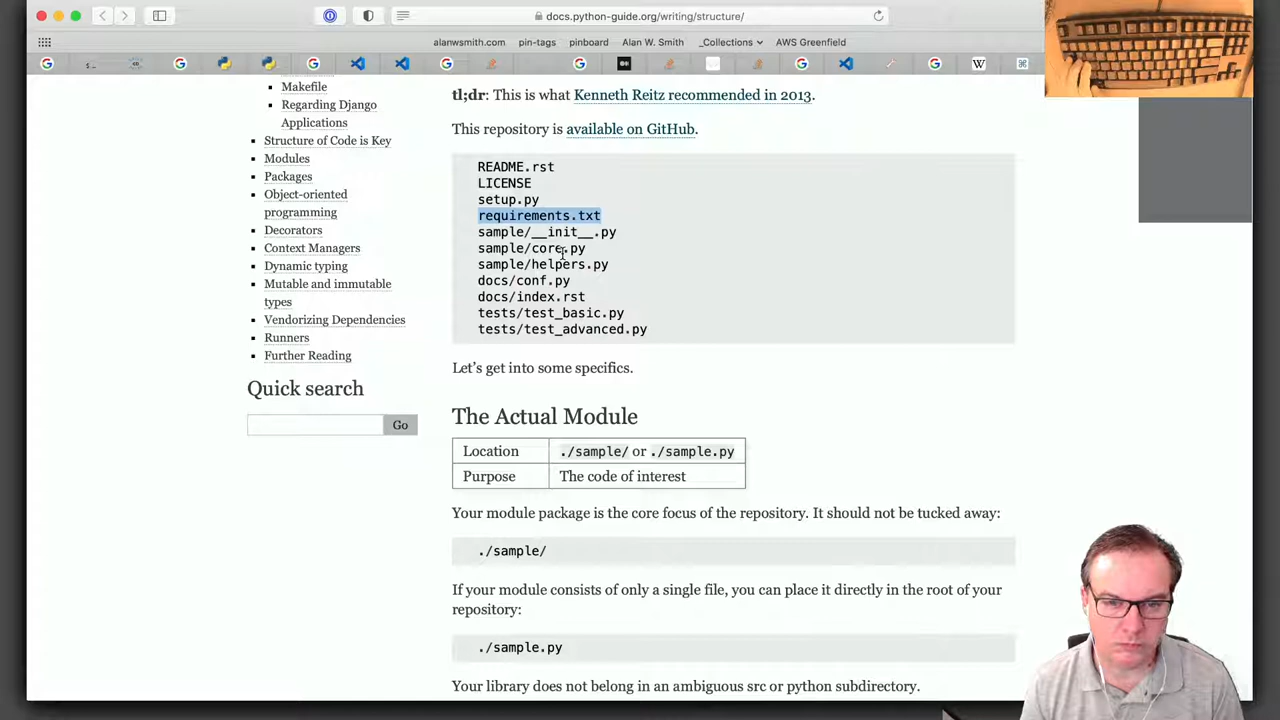 docs.python-guide.org/writing/structure/
alanwsmith.com pin-tags pinboard Alan W. Smith _Collections AWS Greenfield
Makefile
Regarding Django
Applications
Structure of Code is Key
Modules
Packages
Object-oriented
programming
Decorators
Context Managers
Dynamic typing
Mutable and immutable
types
Vendorizing Dependencies
Runners
Further Reading
Quick search
Go
tl;dr: This is what Kenneth Reitz recommended in 2013.
This repository is available on GitHub.
README.rst
LICENSE
setup.py
requirements.txt
sample/__init__.py
sample/core.py
sample/helpers.py
docs/conf.py
docs/index.rst
tests/test_basic.py
tests/test_advanced.py
Let's get into some specifics.
The Actual Module
Location ./sample/ or ./sample.py
Purpose The code of interest
Your module package is the core focus of the repository. It should not be tucked away:
./sample/
If your module consists of only a single file, you can place it directly in the root of your
repository:
./sample.py
Your library does not belong in an ambiguous src or python subdirectory.